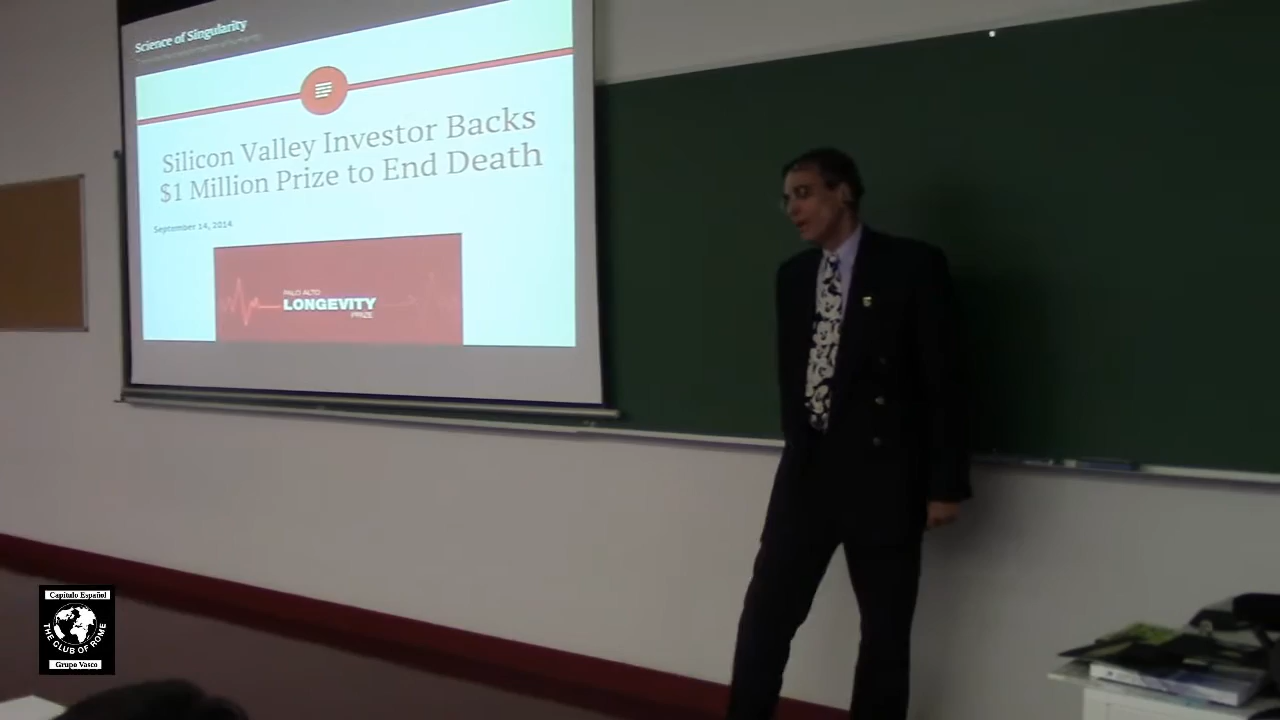 Science of Singularity
Silicon Valley Investor Backs
$1 Million Prize to End Death
September 14, 2014
PALO ALTO
LONGEVITY
PRIZE
Capitulo Español
THE CLUB OF ROME
Grupo Vasco